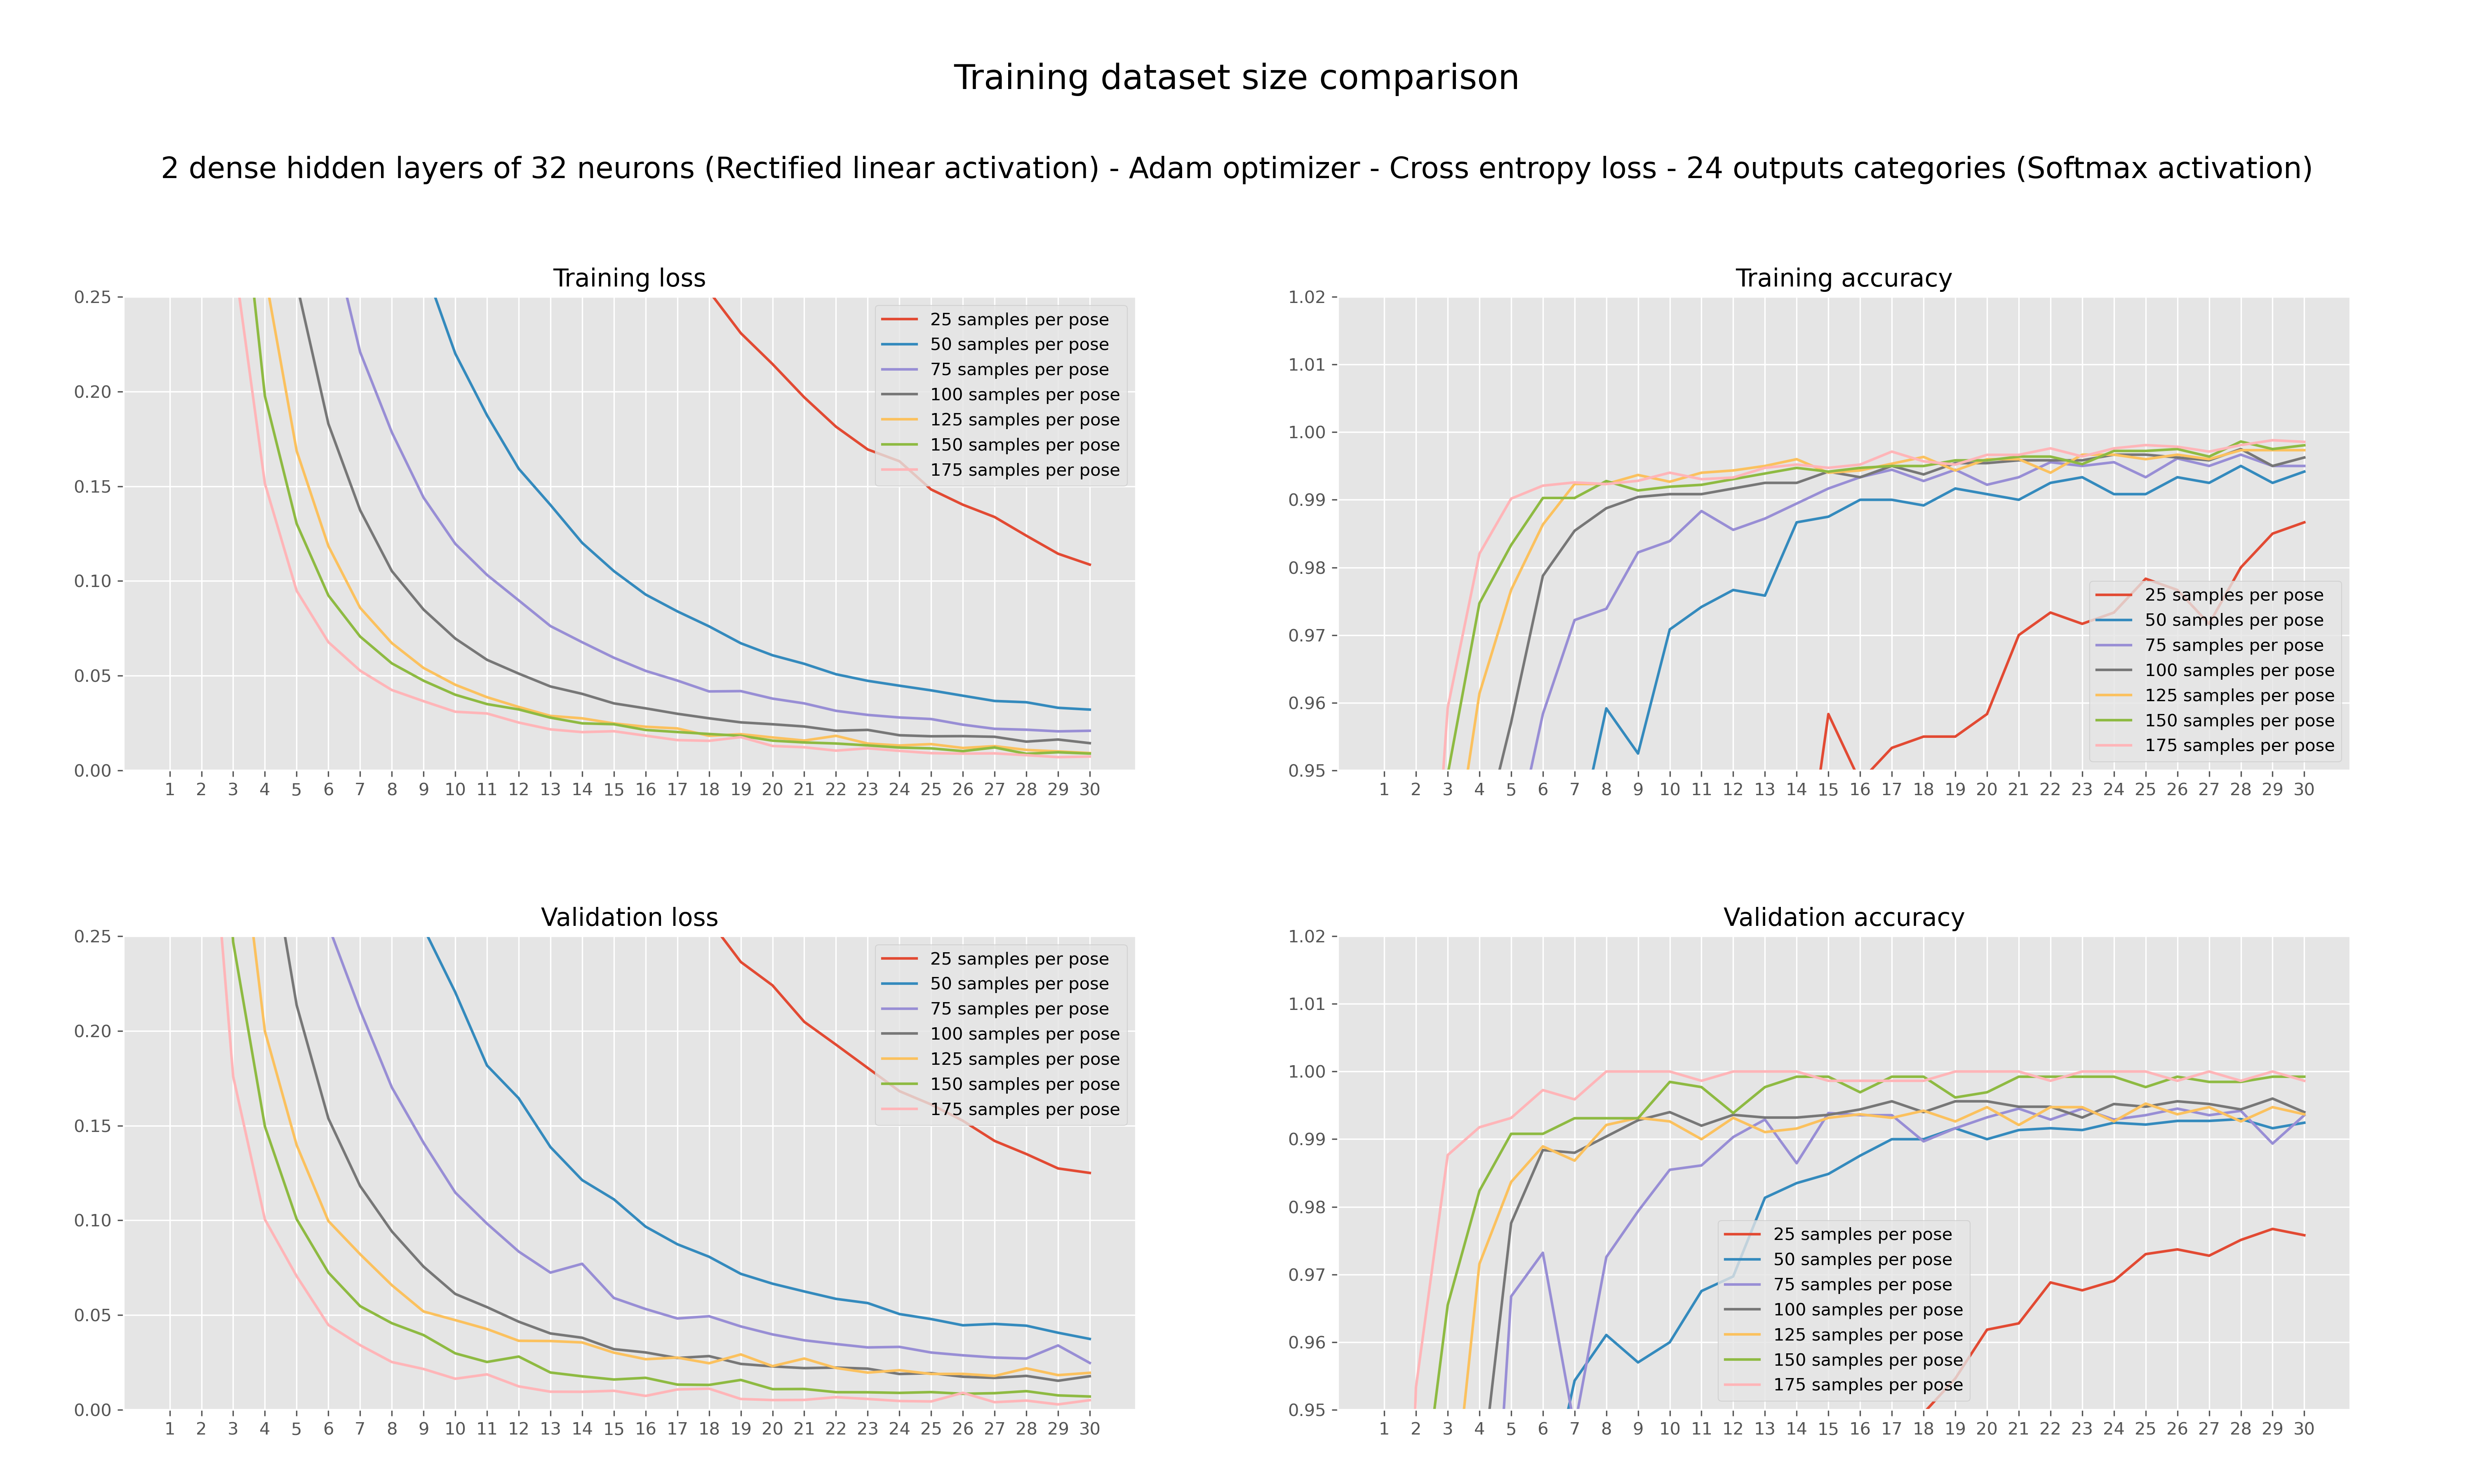 Training dataset size comparison
2 dense hidden layers of 32 neurons (Rectified linear activation) - Adam optimizer - Cross entropy loss - 24 outputs categories (Softmax activation)
Training loss
0.25
0.20
0.15
0.10
0.05
0.00
25 samples per pose
50 samples per pose
75 samples per pose
100 samples per pose
125 samples per pose
150 samples per pose
175 samples per pose
1 2 3 4 5 6 7 8 9 10 11 12 13 14 15 16 17 18 19 20 21 22 23 24 25 26 27 28 29 30
Training accuracy
1.02
1.01
1.00
0.99
0.98
0.97
0.96
0.95
25 samples per pose
50 samples per pose
75 samples per pose
100 samples per pose
125 samples per pose
150 samples per pose
175 samples per pose
1 2 3 4 5 6 7 8 9 10 11 12 13 14 15 16 17 18 19 20 21 22 23 24 25 26 27 28 29 30
Validation loss
0.25
0.20
0.15
0.10
0.05
0.00
25 samples per pose
50 samples per pose
75 samples per pose
100 samples per pose
125 samples per pose
150 samples per pose
175 samples per pose
1 2 3 4 5 6 7 8 9 10 11 12 13 14 15 16 17 18 19 20 21 22 23 24 25 26 27 28 29 30
Validation accuracy
1.02
1.01
1.00
0.99
0.98
0.97
0.96
0.95
25 samples per pose
50 samples per pose
75 samples per pose
100 samples per pose
125 samples per pose
150 samples per pose
175 samples per pose
1 2 3 4 5 6 7 8 9 10 11 12 13 14 15 16 17 18 19 20 21 22 23 24 25 26 27 28 29 30